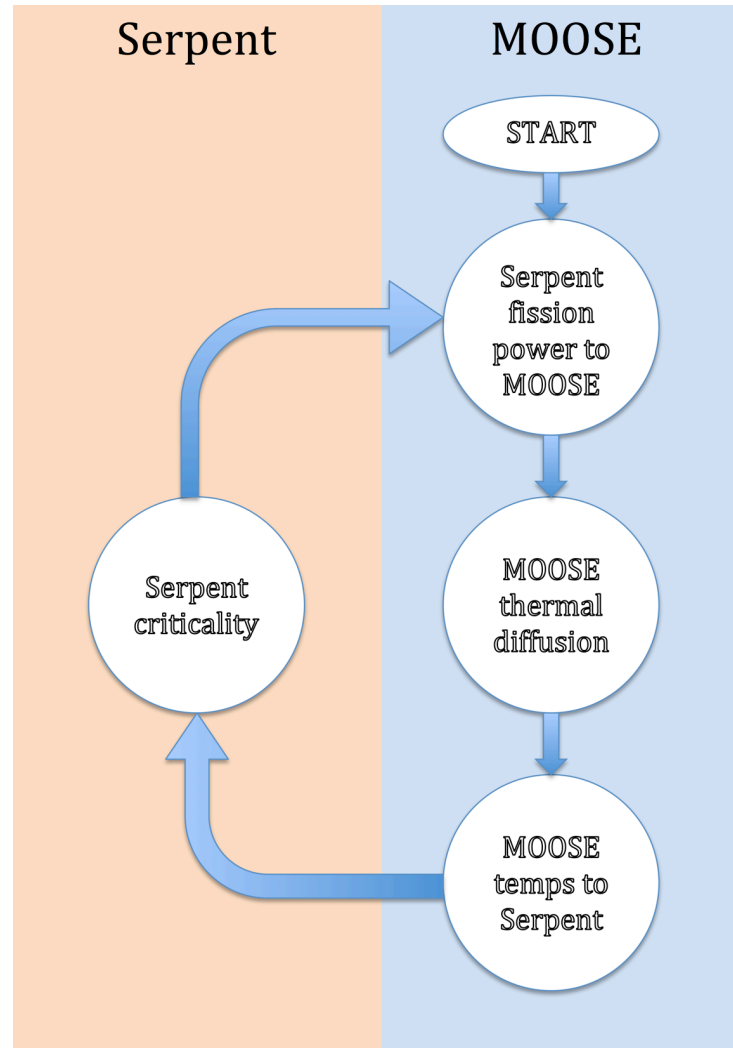 Serpent
MOOSE
START
Serpent
fission
power to
MOOSE
MOOSE
thermal
diffusion
Serpent
criticality
MOOSE
temps to
Serpent